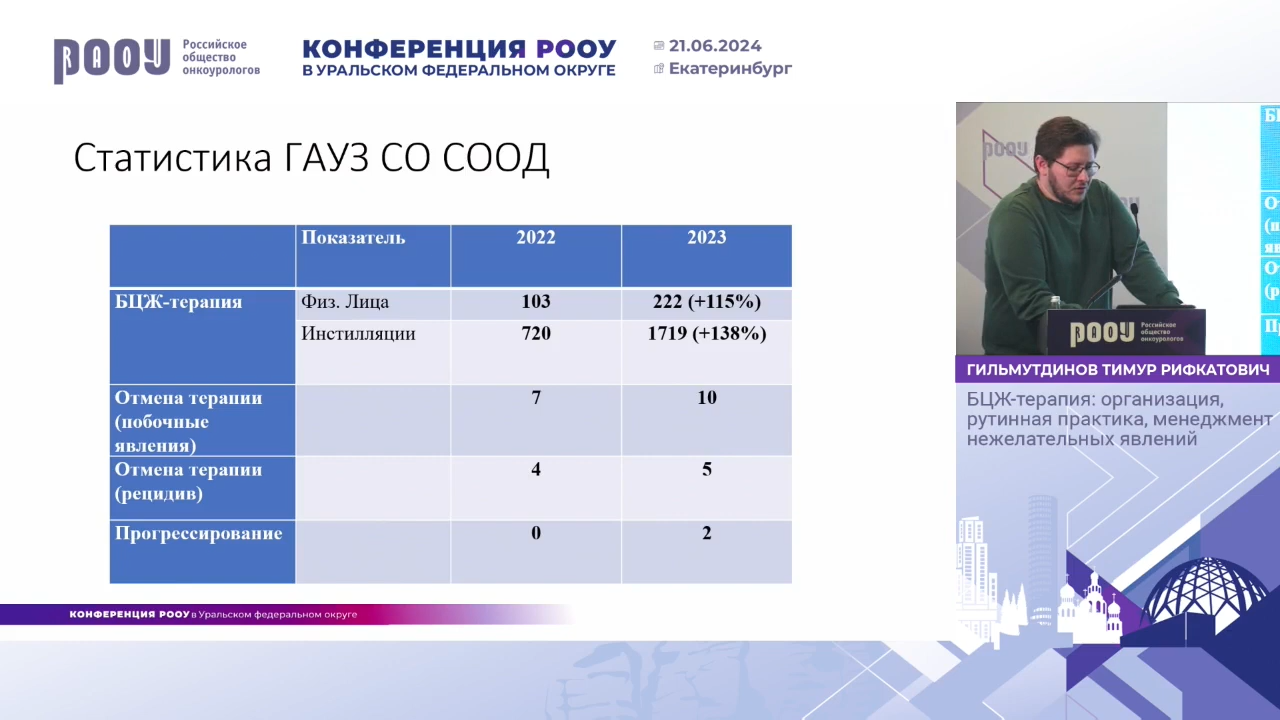 РООУ
Российское
общество
онкоурологов
КОНФЕРЕНЦИЯ РООУ
В УРАЛЬСКОМ ФЕДЕРАЛЬНОМ ОКРУГЕ
21.06.2024
Екатеринбург
Статистика ГАУЗ СО СООД
Показатель 2022 2023
БЦЖ-терапия Физ. Лица 103 222 (+115%)
Инстилляции 720 1719 (+138%)
Отмена терапии 7 10
(побочные
явления)
Отмена терапии 4 5
(рецидив)
Прогрессирование 0 2
РООУ
РООУ
Российское
общество
онкоурологов
ГИЛЬМУТДИНОВ ТИМУР РИФКАТОВИЧ
БЦЖ-терапия: организация,
рутинная практика, менеджмент
нежелательных явлений
КОНФЕРЕНЦИЯ РООУ в Уральском федеральном округе